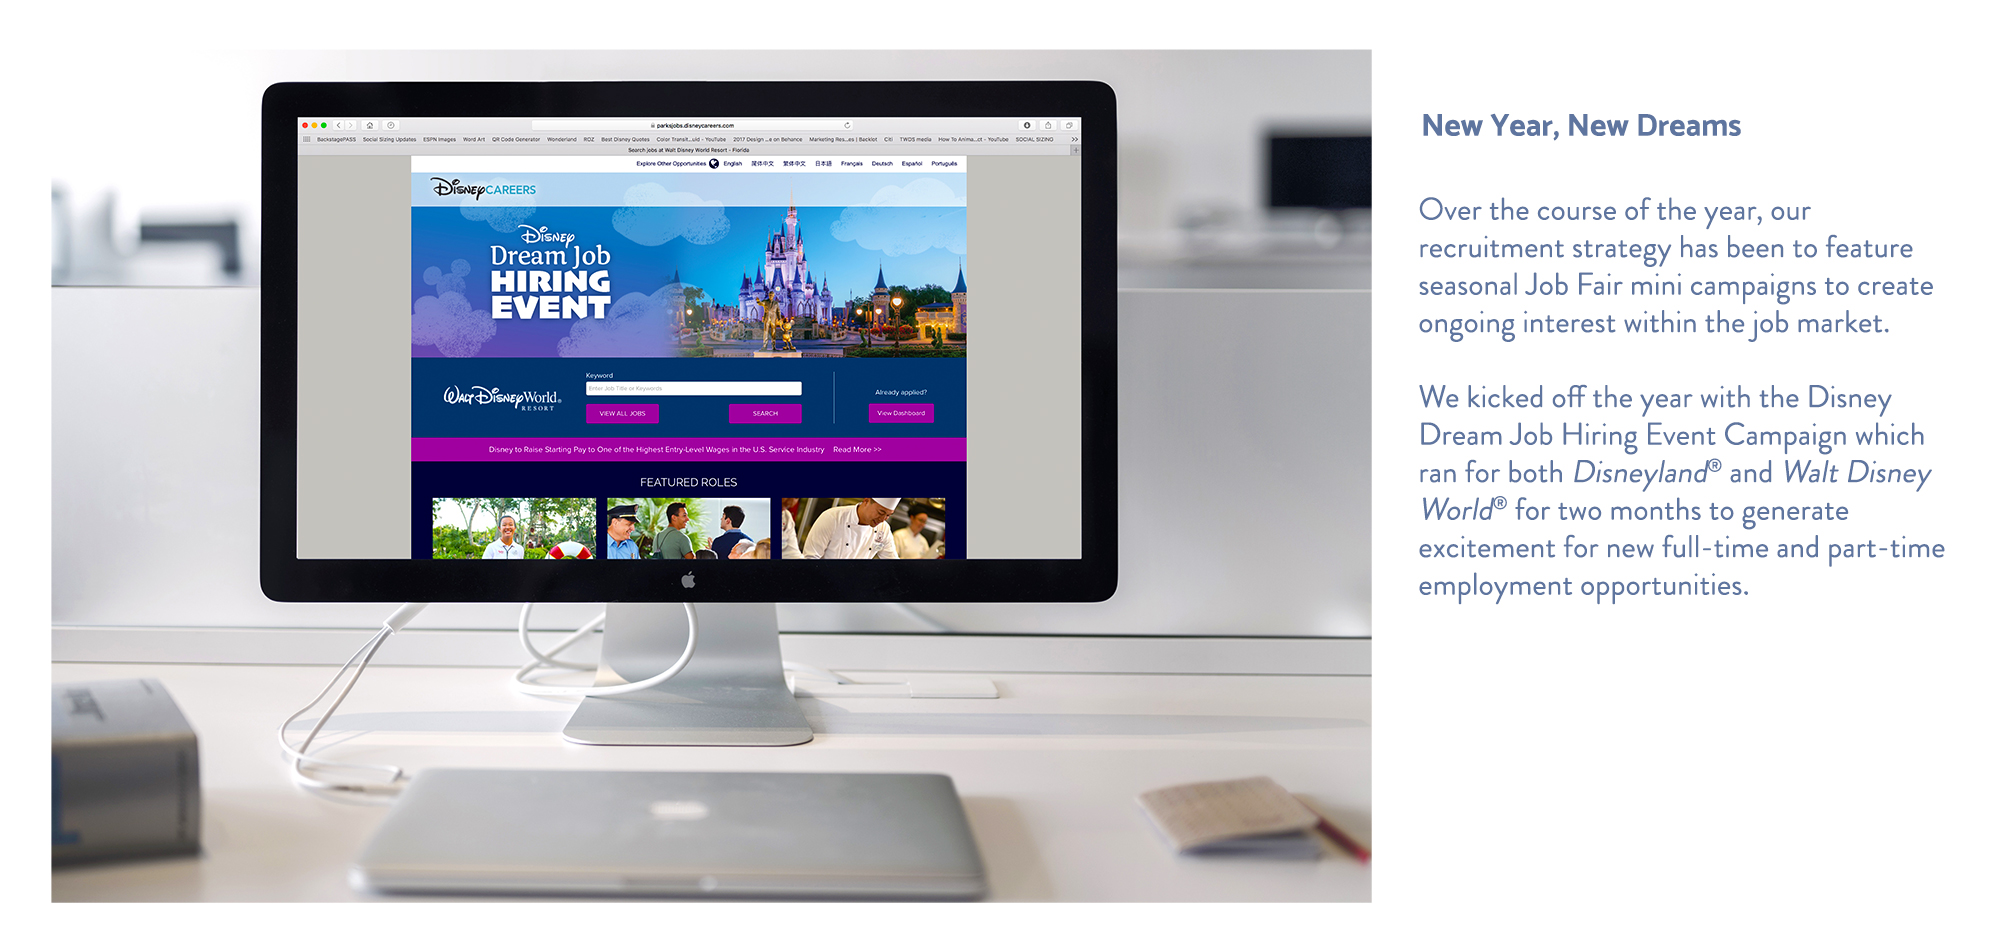 parksjobs.disneycareers.com
BackstagePASS Social Sizing Updates ESPN Images Word Art QR Code Generator Wonderland ROZ Best Disney Quotes Color Transit...uid - YouTube 2017 Design ...e on Behance Marketing Res...es | Backlot Citi TWDS media How To Anima...ct - YouTube SOCIAL SIZING >>
Search jobs at Walt Disney World Resort - Florida
Explore Other Opportunities English 简体中文 繁体中文 日本語 Français Deutsch Español Português
Disney CAREERS
Disney
Dream Job
HIRING
EVENT
Keyword
Enter Job Title or Keywords
Walt Disney World®
RESORT
VIEW ALL JOBS SEARCH
Already applied?
View Dashboard
Disney to Raise Starting Pay to One of the Highest Entry-Level Wages in the U.S. Service Industry Read More >>
FEATURED ROLES
New Year, New Dreams
Over the course of the year, our
recruitment strategy has been to feature
seasonal Job Fair mini campaigns to create
ongoing interest within the job market.
We kicked off the year with the Disney
Dream Job Hiring Event Campaign which
ran for both Disneyland® and Walt Disney
World® for two months to generate
excitement for new full-time and part-time
employment opportunities.